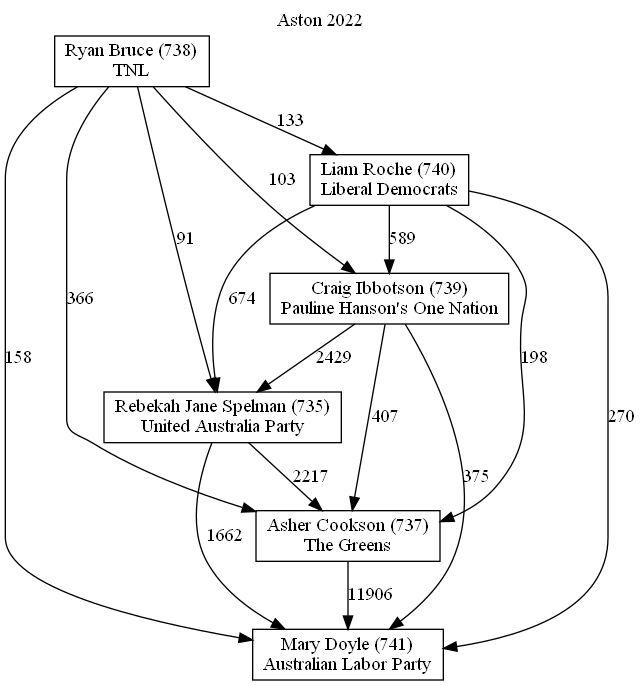 Aston 2022
Ryan Bruce (738)
TNL
133
Liam Roche (740)
Liberal Democrats
103
91
589
Craig Ibbotson (739)
Pauline Hanson's One Nation
366
674
158
2429
198
Rebekah Jane Spelman (735)
United Australia Party
407
270
2217
375
Asher Cookson (737)
The Greens
1662
11906
Mary Doyle (741)
Australian Labor Party